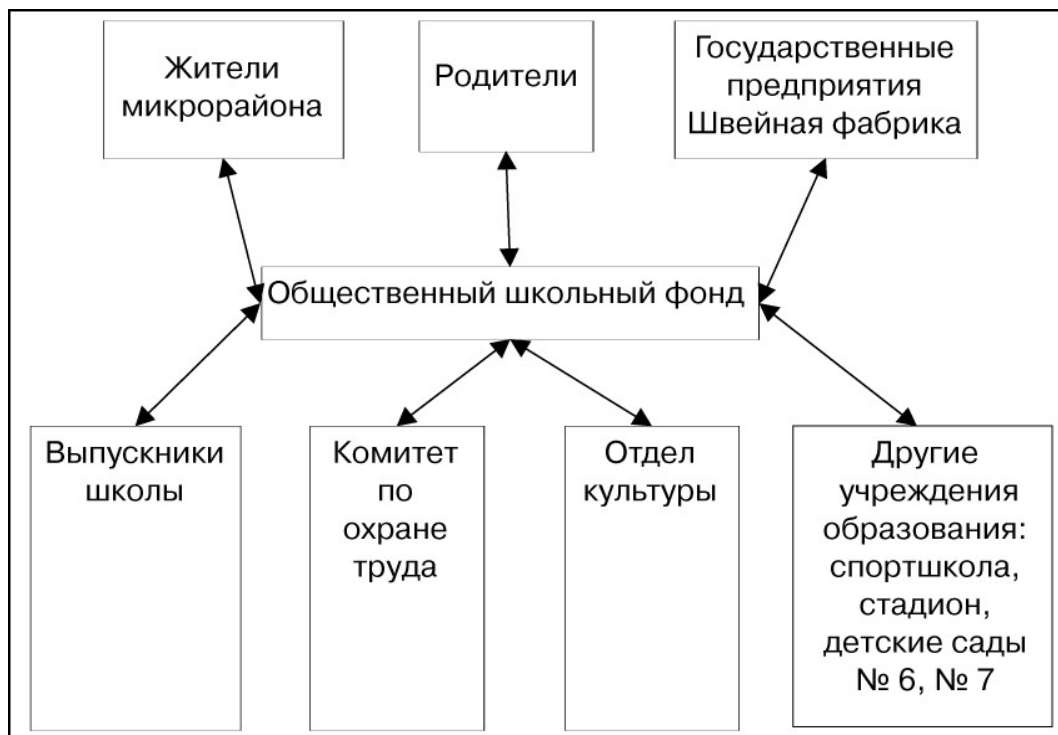 Жители
микрорайона
Родители
Государственные
предприятия
Швейная фабрика
Общественный школьный фонд
Выпускники
школы
Комитет
по
охране
труда
Отдел
культуры
Другие
учреждения
образования:
спортшкола,
стадион,
детские сады
№ 6, № 7